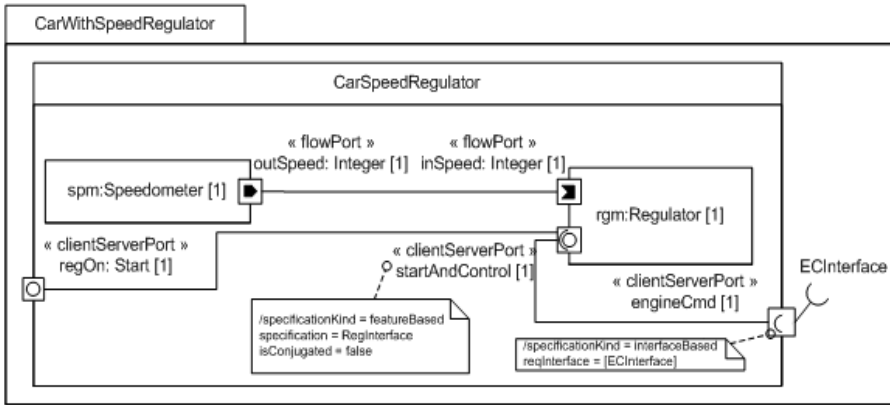 CarWithSpeedRegulator
CarSpeedRegulator
« flowPort »
outSpeed: Integer [1]
« flowPort »
inSpeed: Integer [1]
spm:Speedometer [1]
rgm:Regulator [1]
« clientServerPort »
regOn: Start [1]
« clientServerPort »
startAndControl [1]
« clientServerPort »
engineCmd [1]
ECInterface
/specificationKind = featureBased
specification = RegInterface
isConjugated = false
/specificationKind = interfaceBased
reqInterface = [ECInterface]